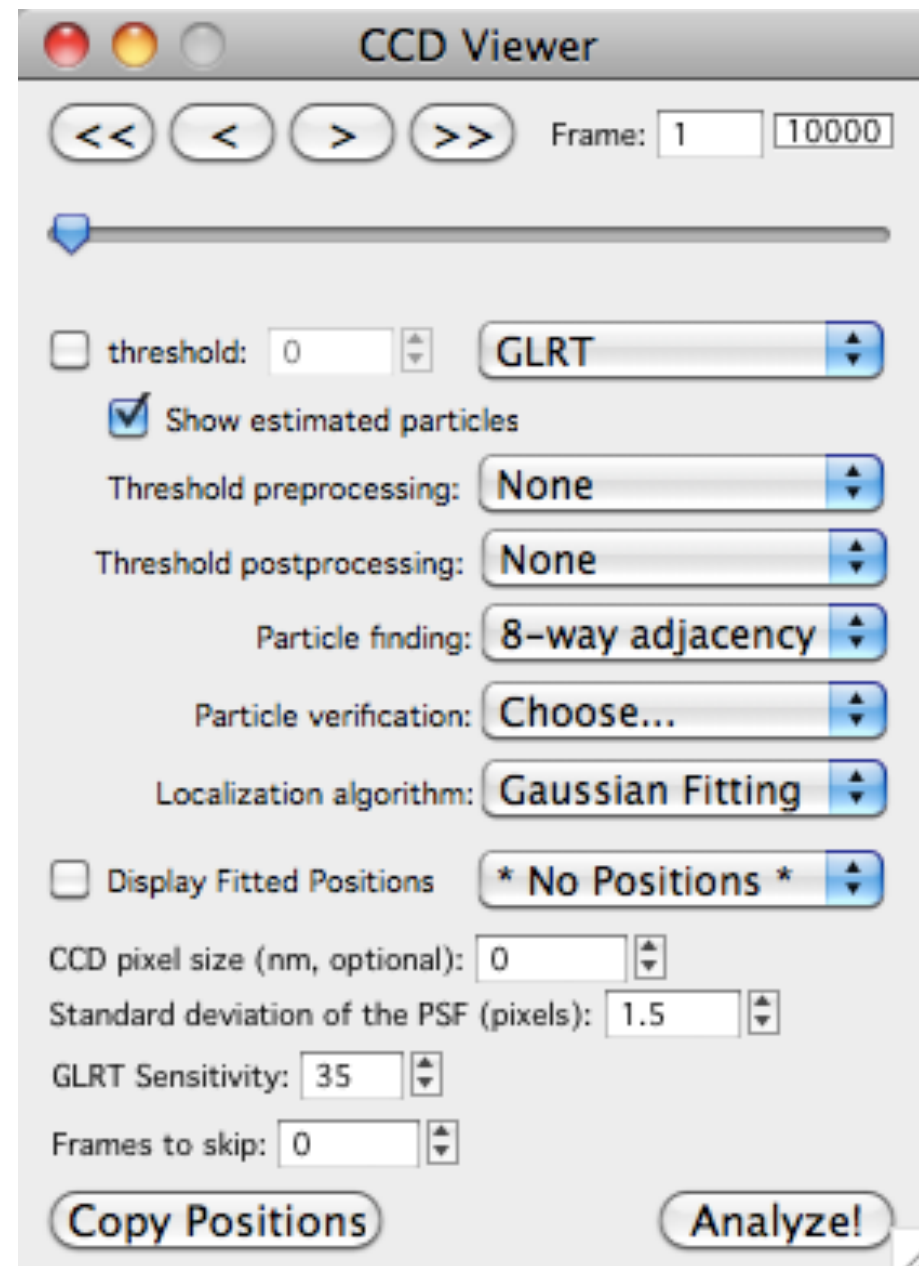 CCD Viewer
<< < > >> Frame: 1 10000
threshold: 0 GLRT
Show estimated particles
Threshold preprocessing: None
Threshold postprocessing: None
Particle finding: 8-way adjacency
Particle verification: Choose...
Localization algorithm: Gaussian Fitting
Display Fitted Positions * No Positions *
CCD pixel size (nm, optional): 0
Standard deviation of the PSF (pixels): 1.5
GLRT Sensitivity: 35
Frames to skip: 0
Copy Positions Analyze!